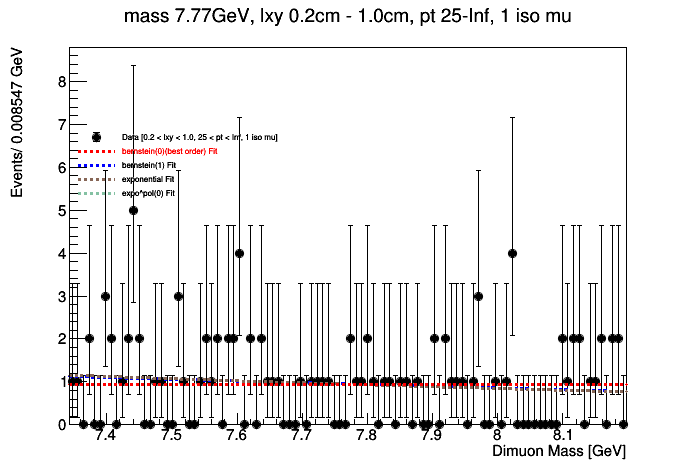 mass 7.77GeV, lxy 0.2cm - 1.0cm, pt 25-Inf, 1 iso mu
Events/ 0.008547 GeV
8
7
6
5
4
3
2
1
0
Data [0.2 < lxy < 1.0, 25 < pt < Inf, 1 iso mu]
bernstein(0)(best order) Fit
bernstein(1) Fit
exponential Fit
expo*pol(0) Fit
7.4 7.5 7.6 7.7 7.8 7.9 8 8.1
Dimuon Mass [GeV]